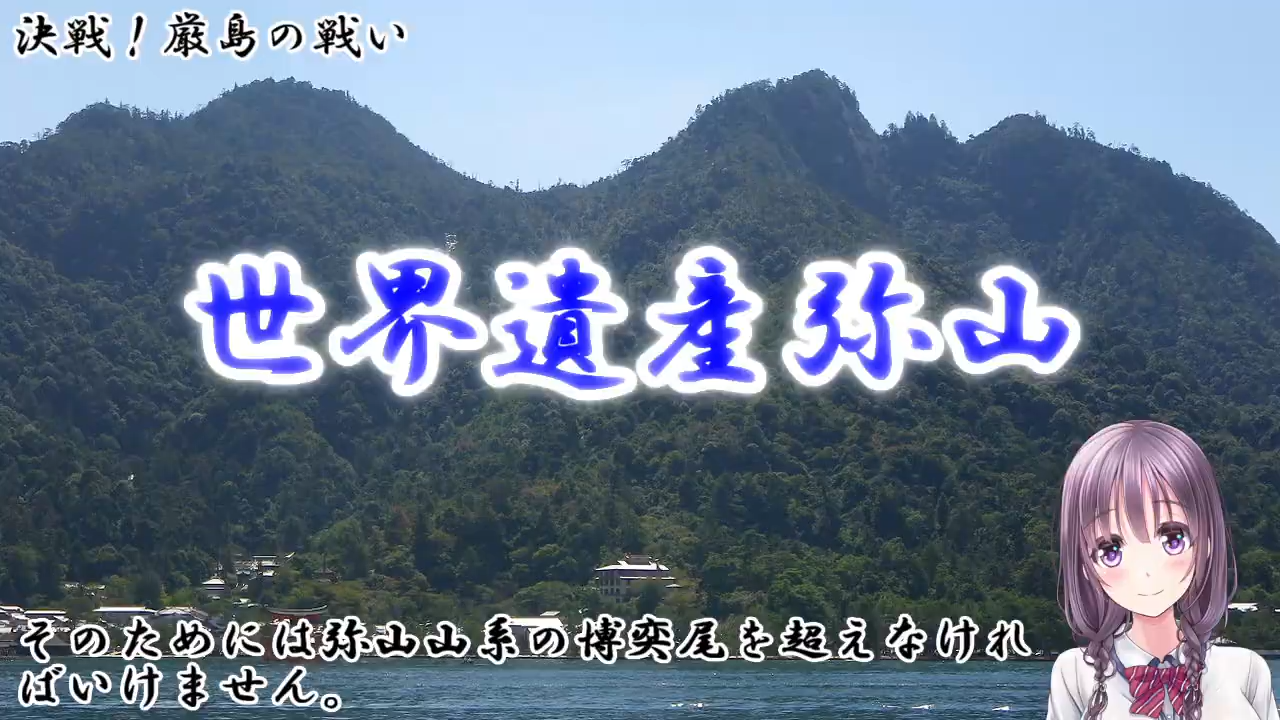 決戦！厳島の戦い
世界遺産弥山
そのためには弥山山系の博奕尾を超えなけれ
ばいけません。